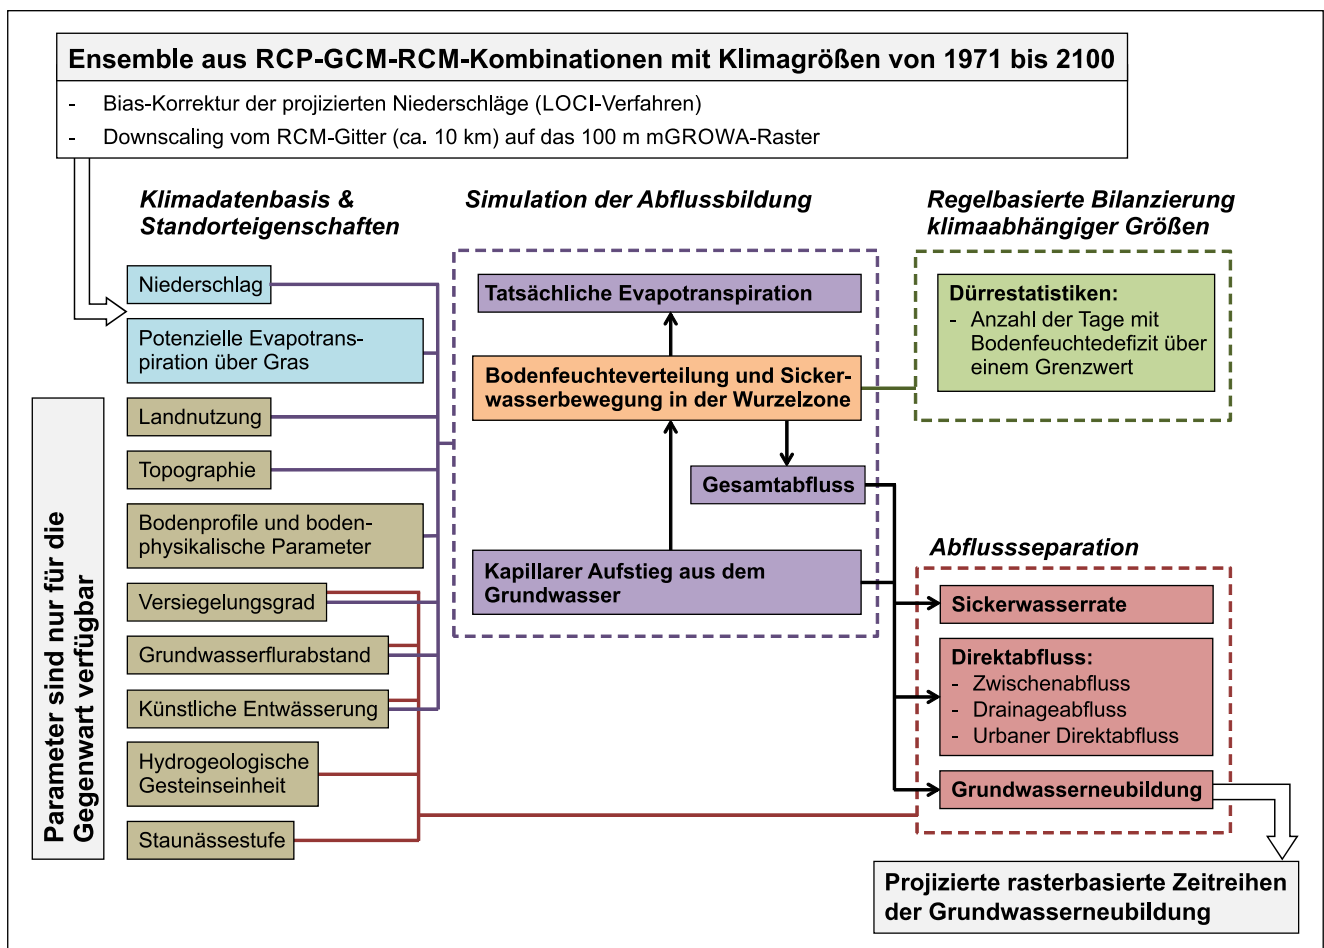 Ensemble aus RCP-GCM-RCM-Kombinationen mit Klimagrößen von 1971 bis 2100
- Bias-Korrektur der projizierten Niederschläge (LOCI-Verfahren)
- Downscaling vom RCM-Gitter (ca. 10 km) auf das 100 m mGROWA-Raster
Klimadatenbasis &
Standorteigenschaften
Niederschlag
Potenzielle Evapotrans-
piration über Gras
Landnutzung
Topographie
Bodenprofile und boden-
physikalische Parameter
Versiegelungsgrad
Grundwasserflurabstand
Künstliche Entwässerung
Hydrogeologische
Gesteinseinheit
Staunässestufe
Parameter sind nur für die
Gegenwart verfügbar
Simulation der Abflussbildung
Tatsächliche Evapotranspiration
Bodenfeuchteverteilung und Sicker-
wasserbewegung in der Wurzelzone
Gesamtabfluss
Kapillarer Aufstieg aus dem
Grundwasser
Regelbasierte Bilanzierung
klimaabhängiger Größen
Dürrestatistiken:
- Anzahl der Tage mit
Bodenfeuchtedefizit über
einem Grenzwert
Abflussseparation
Sickerwasserrate
Direktabfluss:
- Zwischenabfluss
- Drainageabfluss
- Urbaner Direktabfluss
Grundwasserneubildung
Projizierte rasterbasierte Zeitreihen
der Grundwasserneubildung